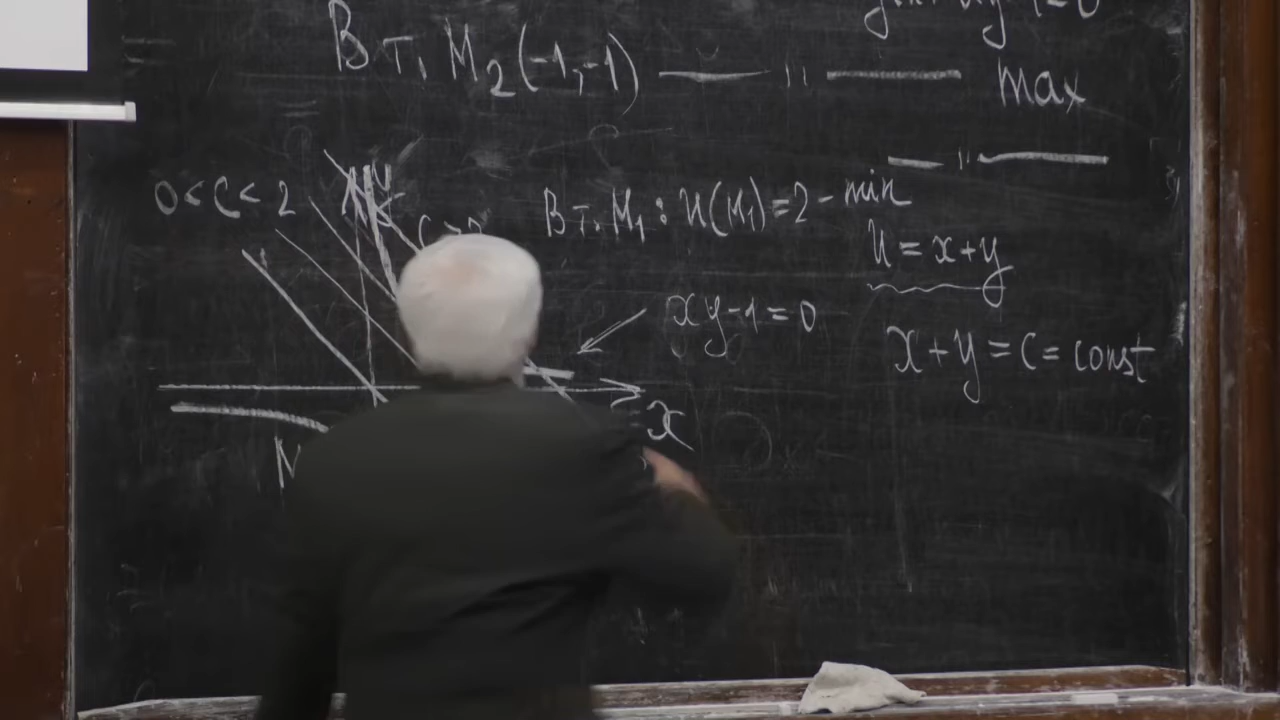 В т. M₂(-1,-1) — " — max
— " —
0<C<2
В т. M₁: u(M₁)=2-min
u=x+y
xy-1=0
x+y=C=const
x